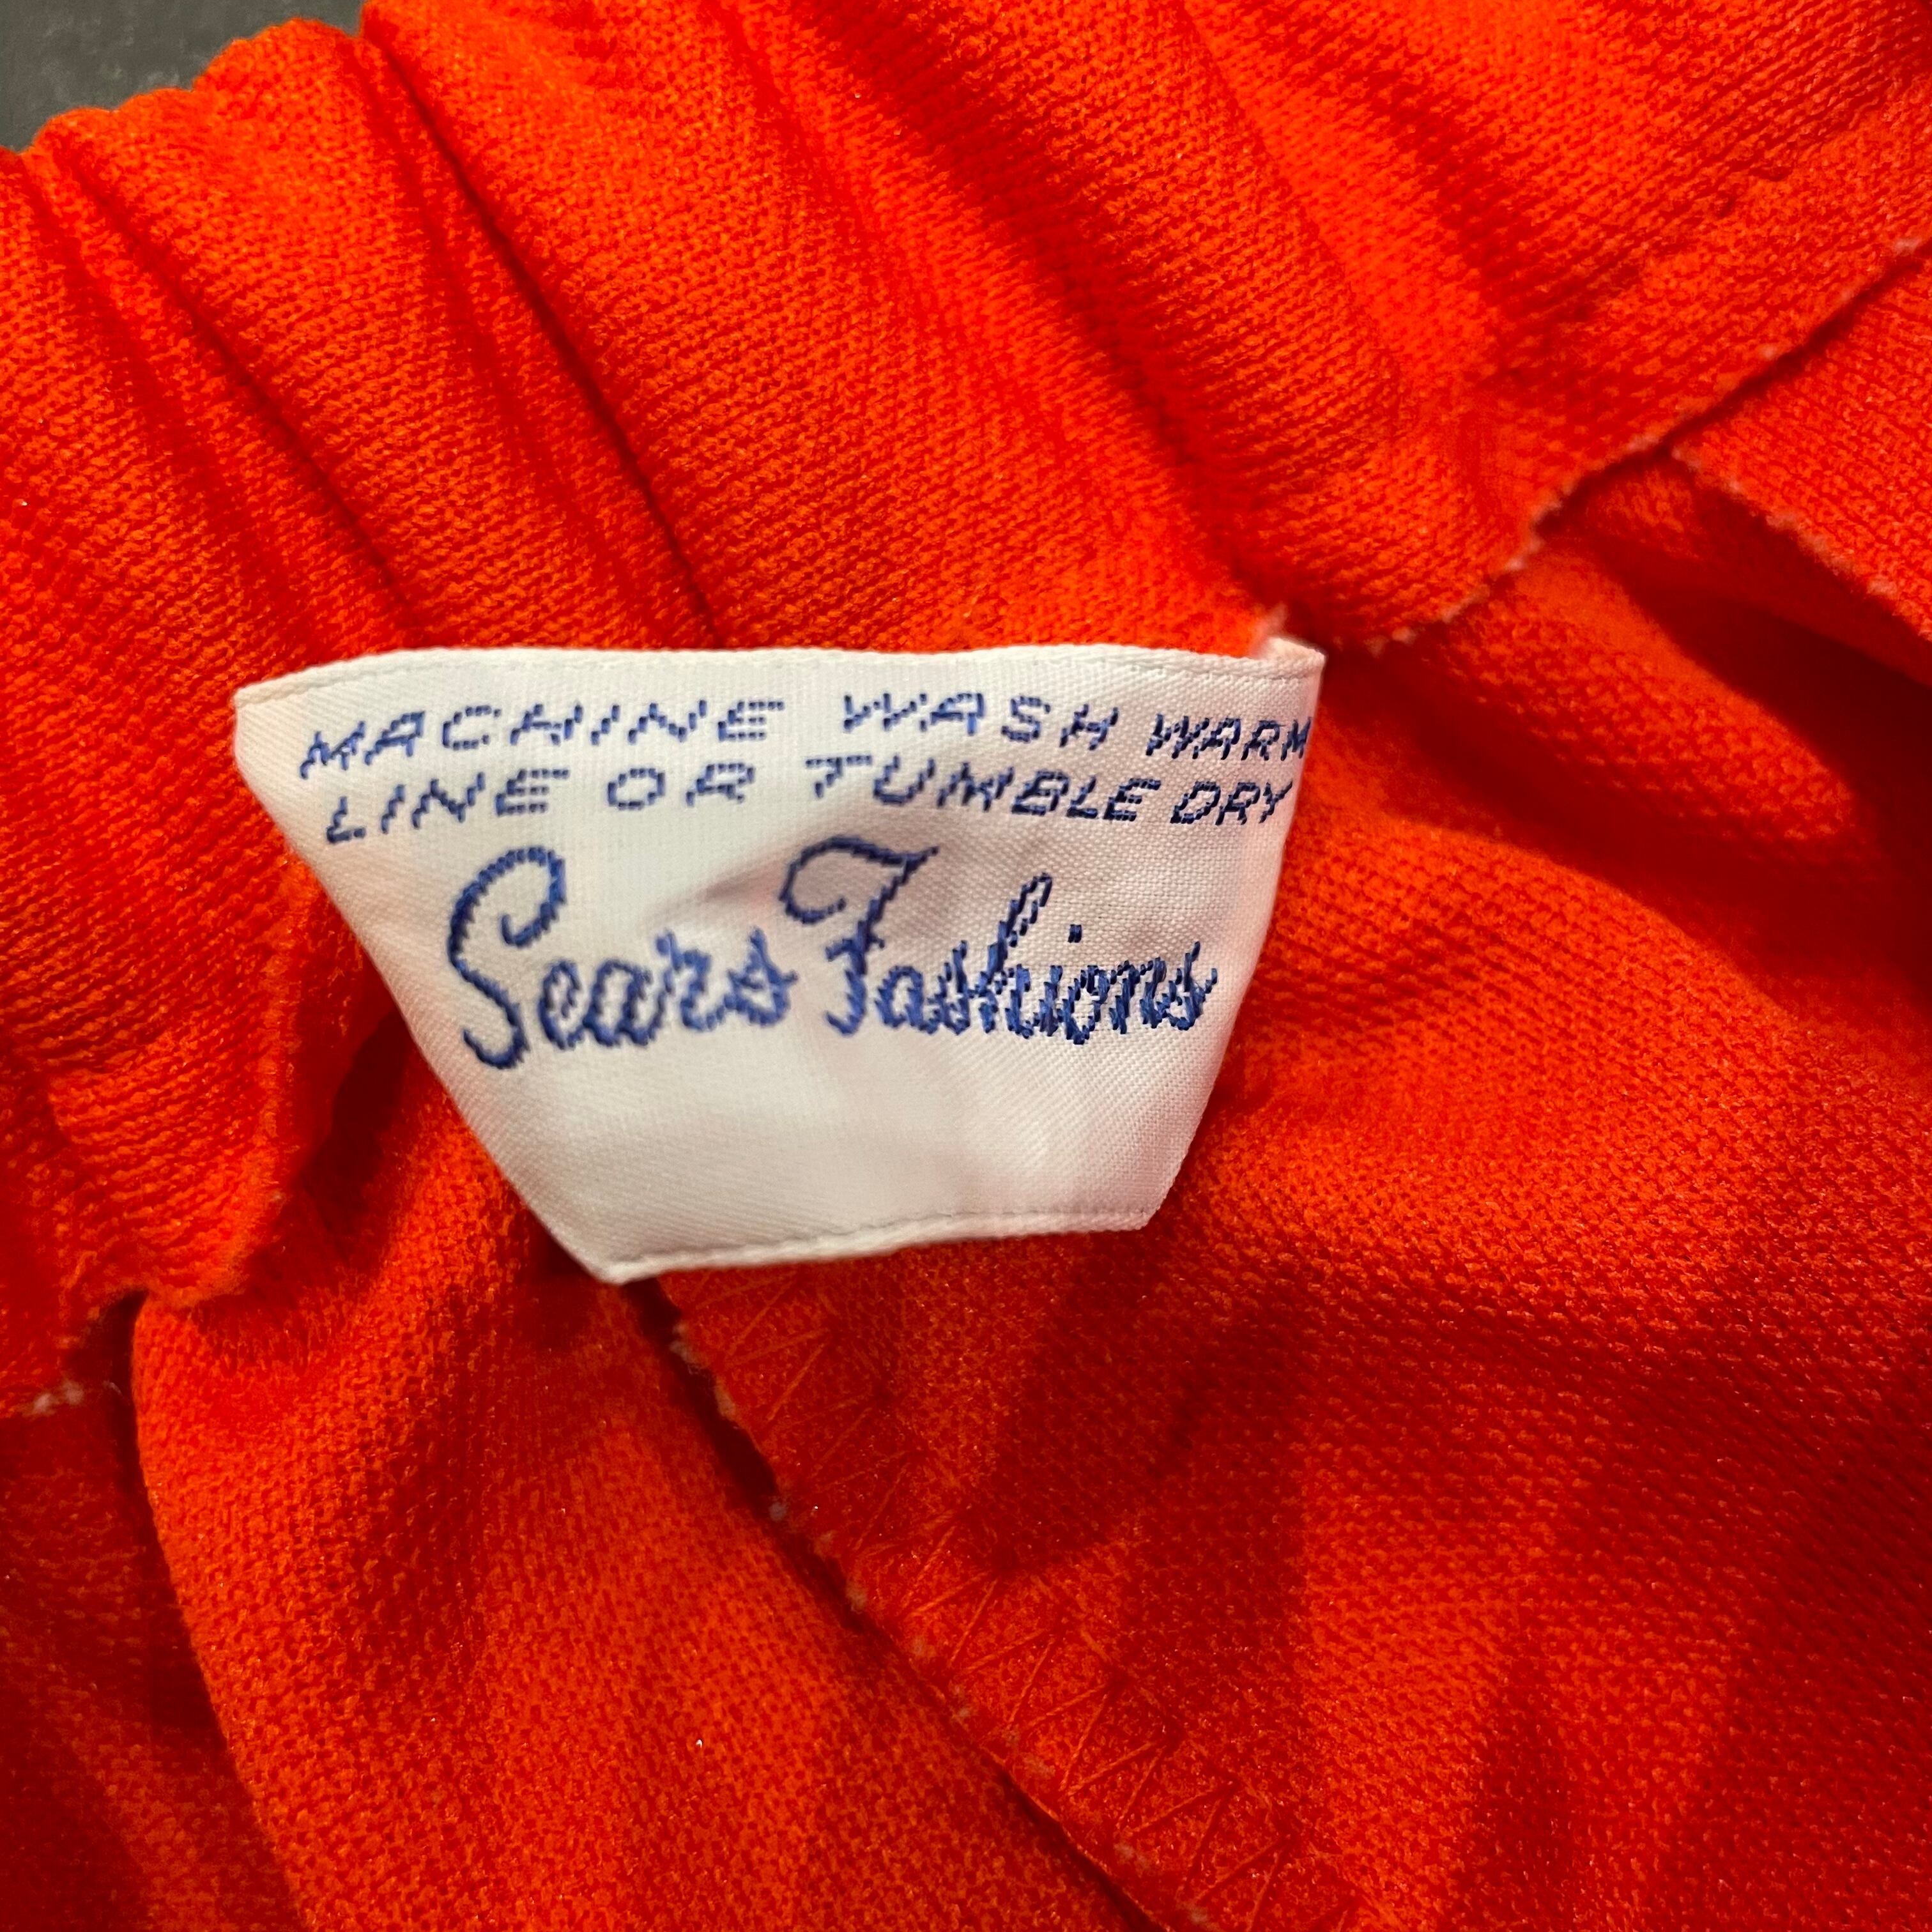 MACHINE WASH WARM
LINE OR TUMBLE DRY
Sears Fashions